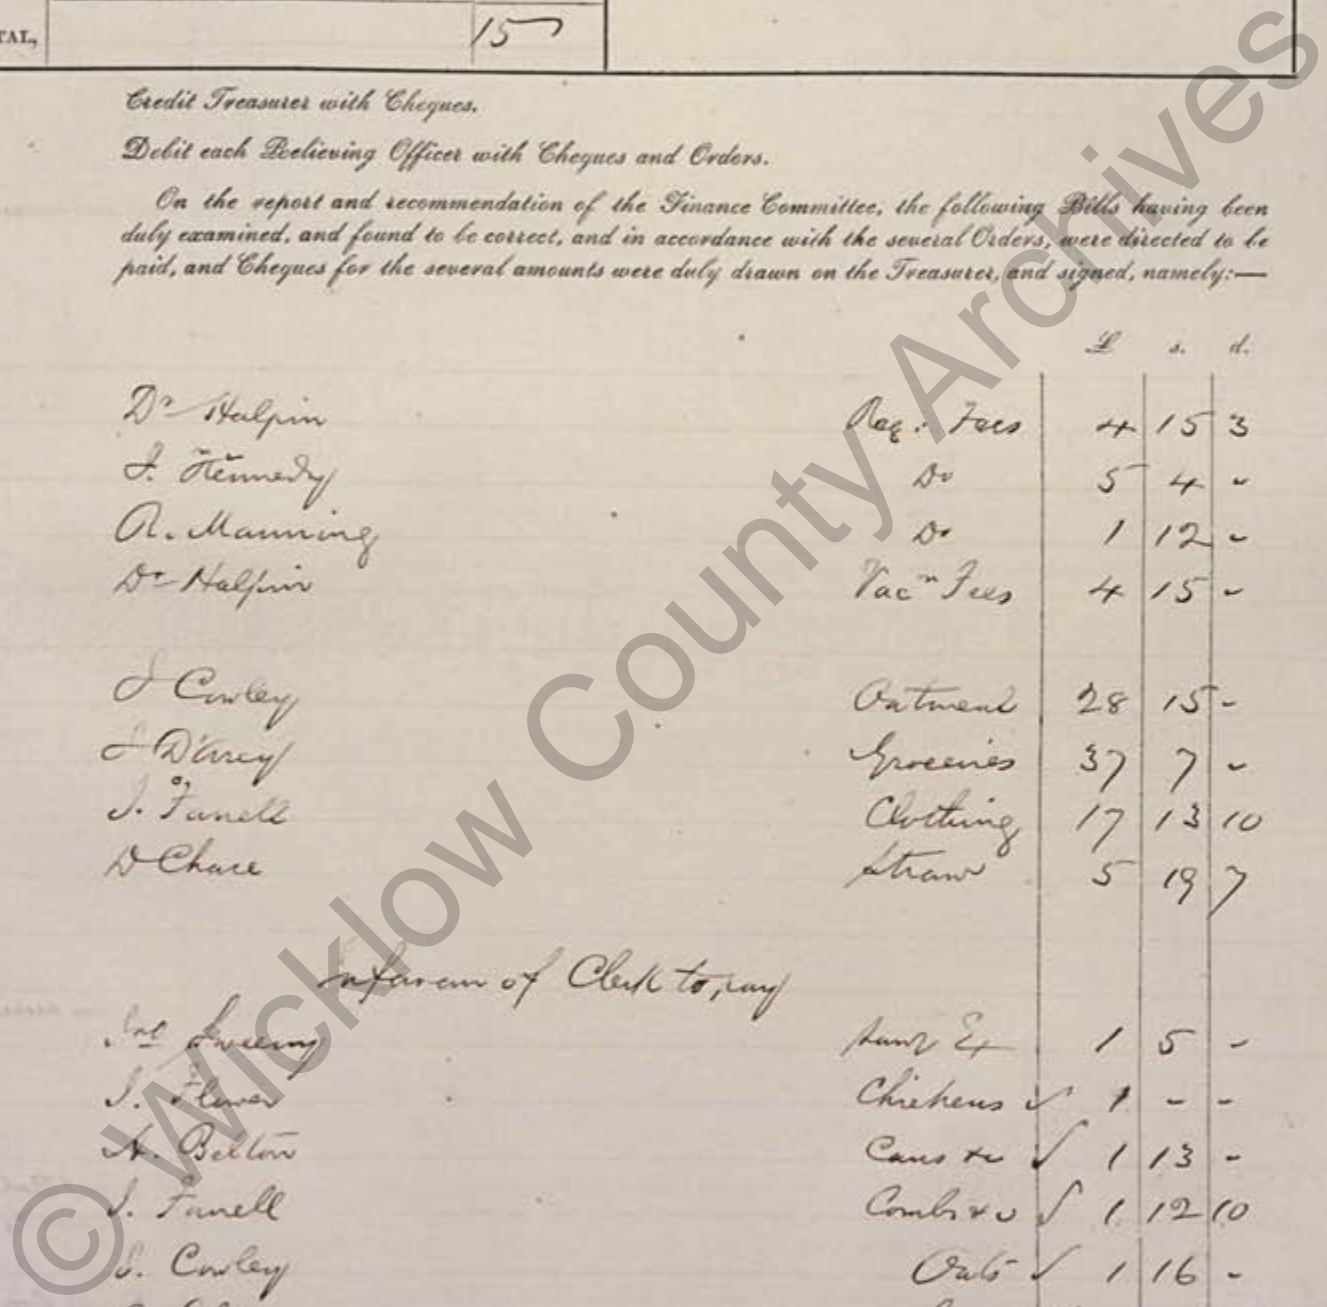 TAL, 15
Credit Treasurer with Cheques.
Debit each Relieving Officer with Cheques and Orders.
On the report and recommendation of the Finance Committee, the following Bills having been
duly examined, and found to be correct, and in accordance with the several Orders, were directed to be
paid, and Cheques for the several amounts were duly drawn on the Treasurer, and signed, namely:—
£ s. d.
Dr Halpin Reg. Fees 4 15 3
J. Kennedy Do 5 4 -
R. Manning Do 1 12 -
Dr Halpin Vacn Fees 4 15 -
J Cowley Oatmeal 28 15 -
J D'Arcy Groceries 37 7 -
J. Farrell Clothing 17 13 10
D Chace Straw 5 19 7
In favour of Clerk to pay
Sweeny 1 5 -
J. Flower Chickens ✓ 1 - -
A. Belton Cans &c ✓ 1 13 -
J. Farrell Combs &c ✓ 1 12 10
J. Cowley Oats ✓ 1 16 -
© Wicklow County Archives